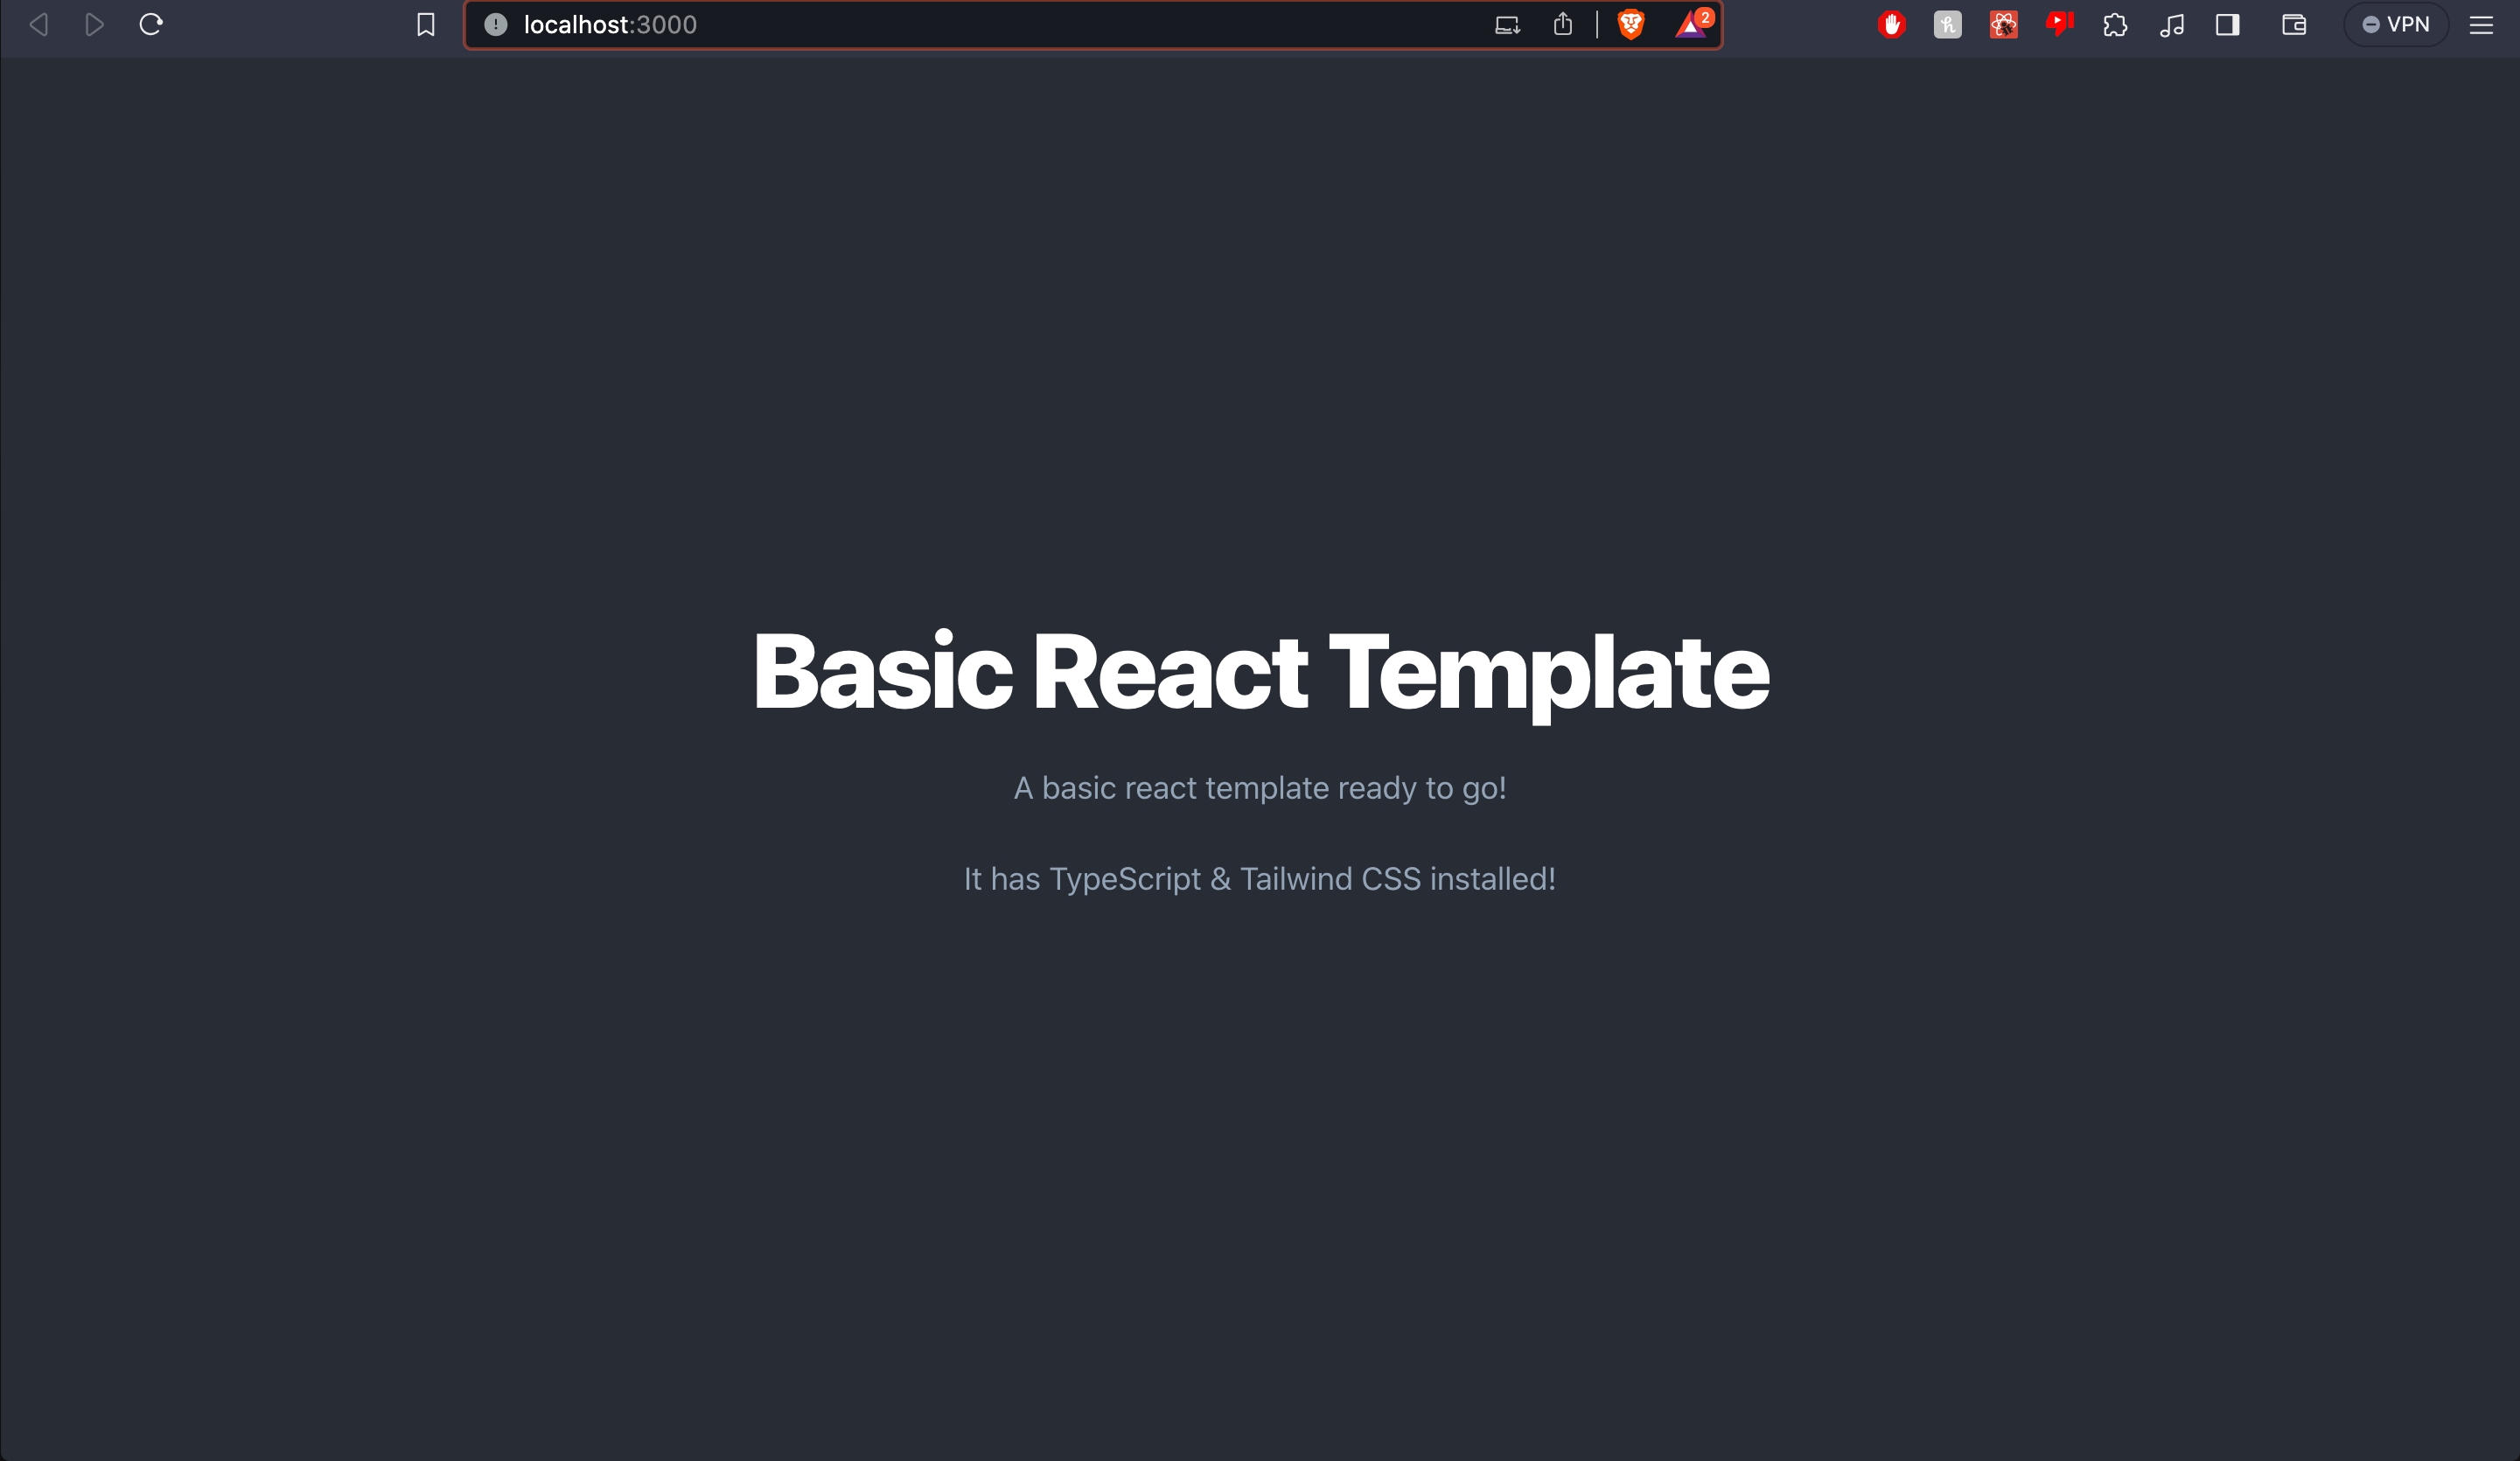 localhost:3000
2
VPN
Basic React Template
A basic react template ready to go!
It has TypeScript & Tailwind CSS installed!